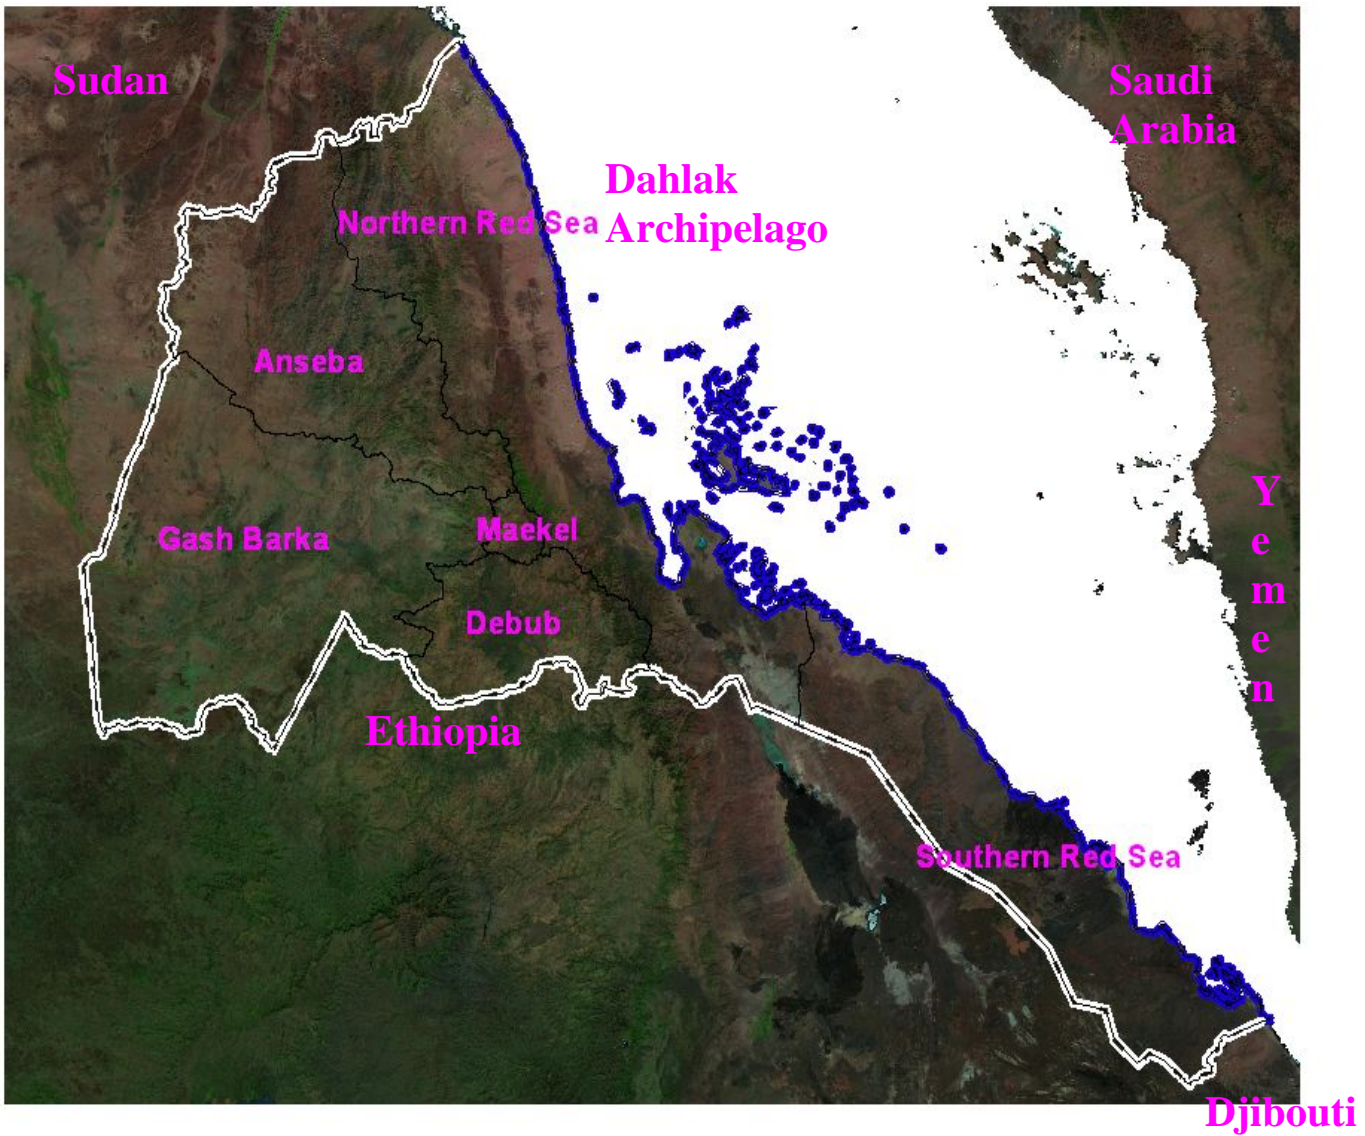 Sudan
Saudi
Arabia
Dahlak
Archipelago
Northern Red Sea
Anseba
Gash Barka
Maekel
Debub
Y
e
m
e
n
Ethiopia
Southern Red Sea
Djibouti